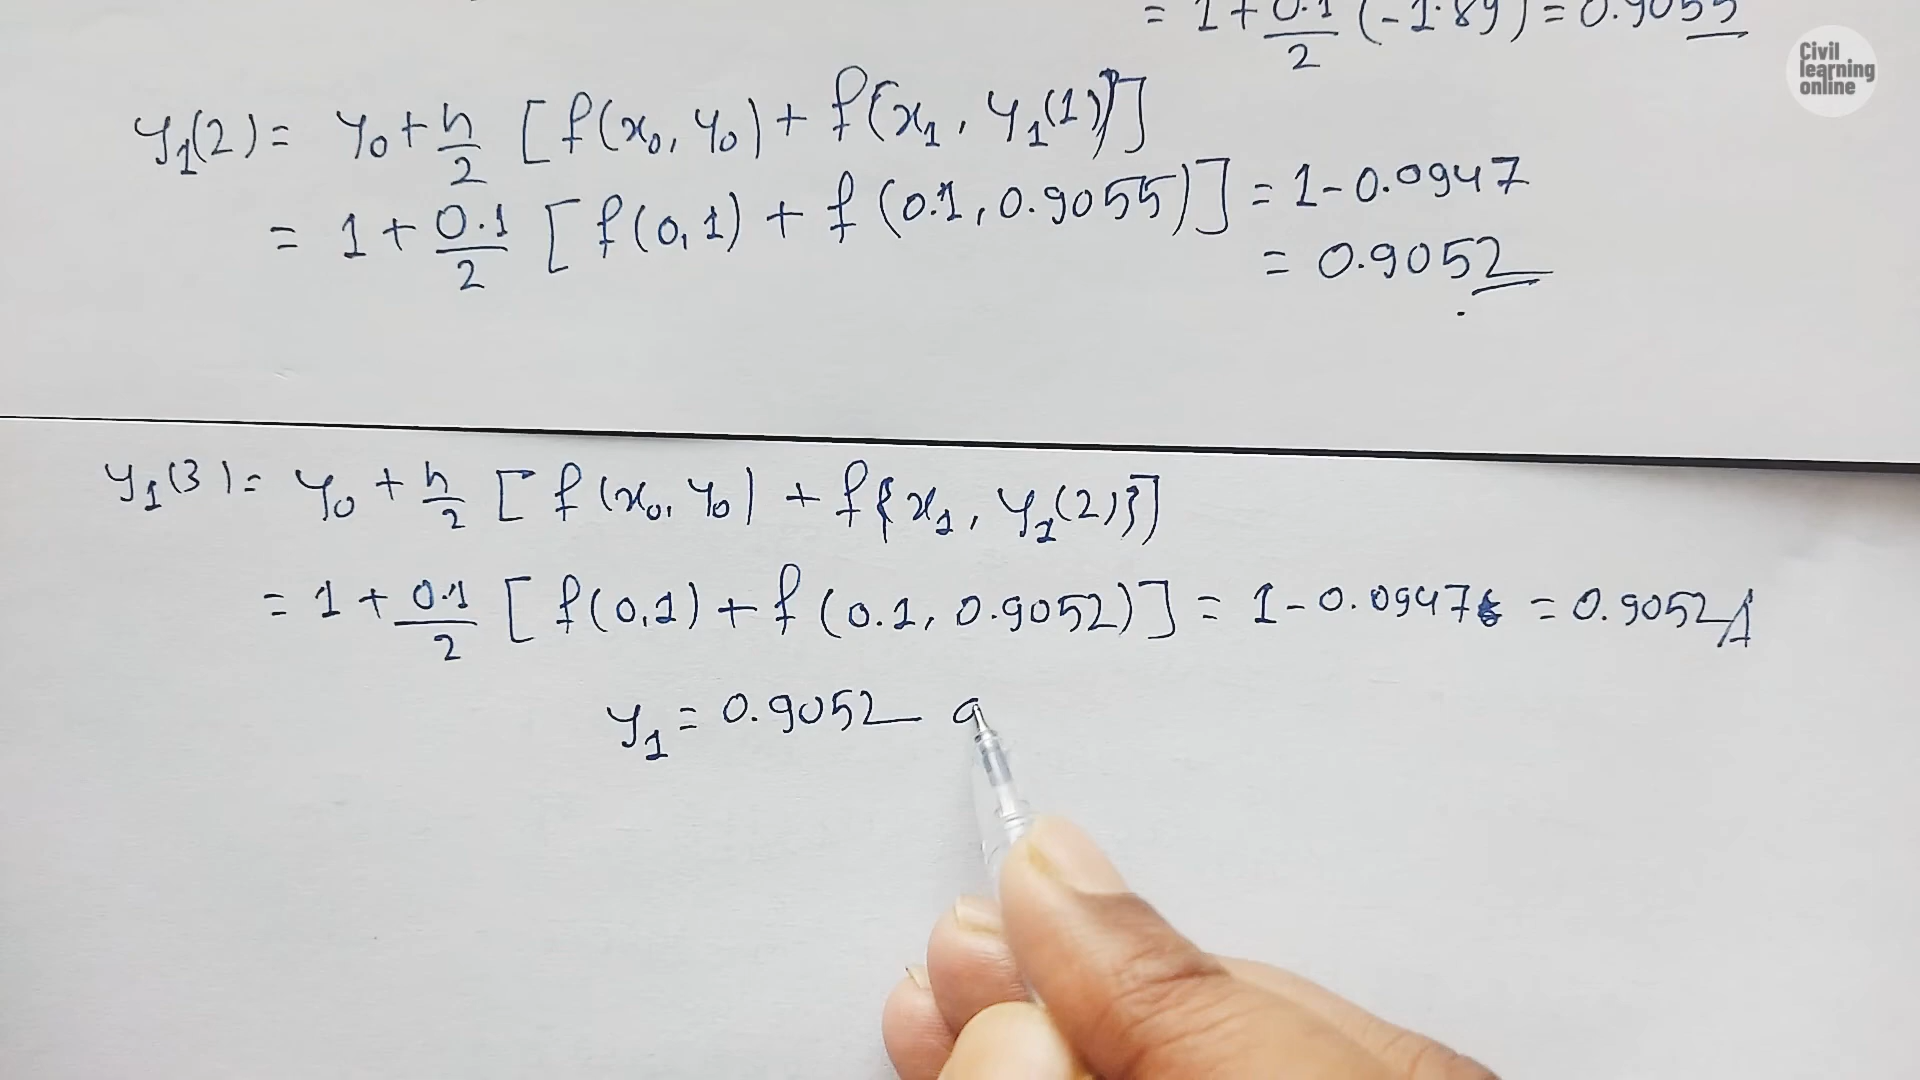 = 1 + 0.1/2 (-1.89) = 0.9055
Civil
learning
online
y₁(2) = y₀ + h/2 [f(x₀, y₀) + f(x₁, y₁(1))]
= 1 + 0.1/2 [f(0, 1) + f(0.1, 0.9055)] = 1 - 0.0947
= 0.9052
y₁(3) = y₀ + h/2 [f(x₀, y₀) + f{x₁, y₁(2)}]
= 1 + 0.1/2 [f(0, 1) + f(0.1, 0.9052)] = 1 - 0.0947 = 0.9052
y₁ = 0.9052 a